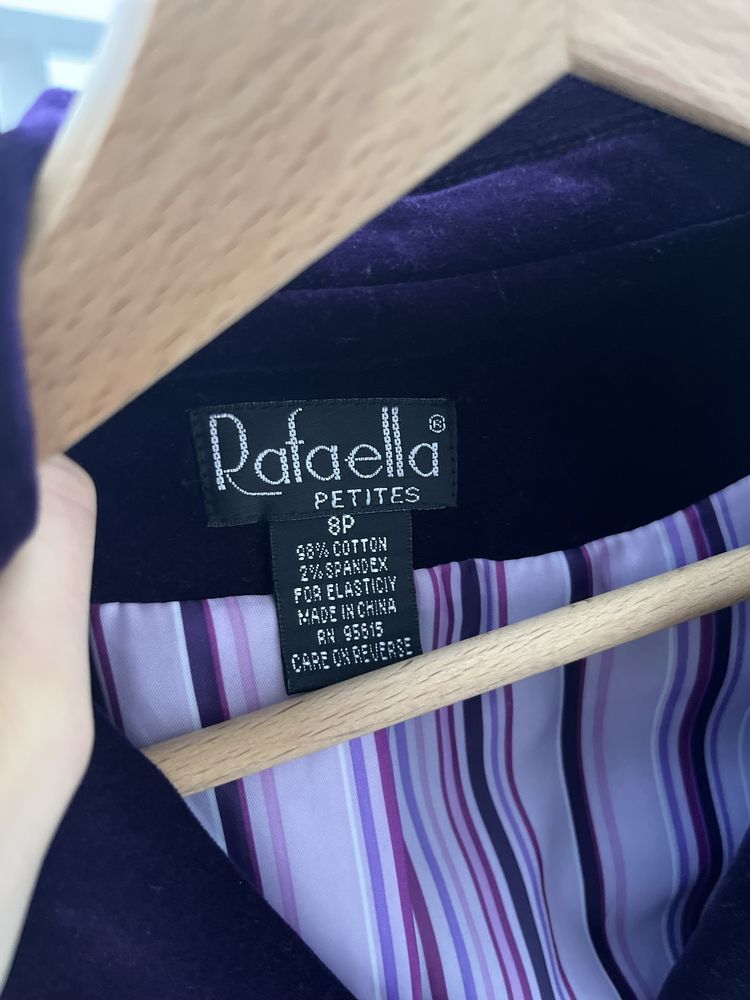 Rafaella®
PETITES
8P
98% COTTON
2% SPANDEX
FOR ELASTICIY
MADE IN CHINA
RN 95615
CARE ON REVERSE